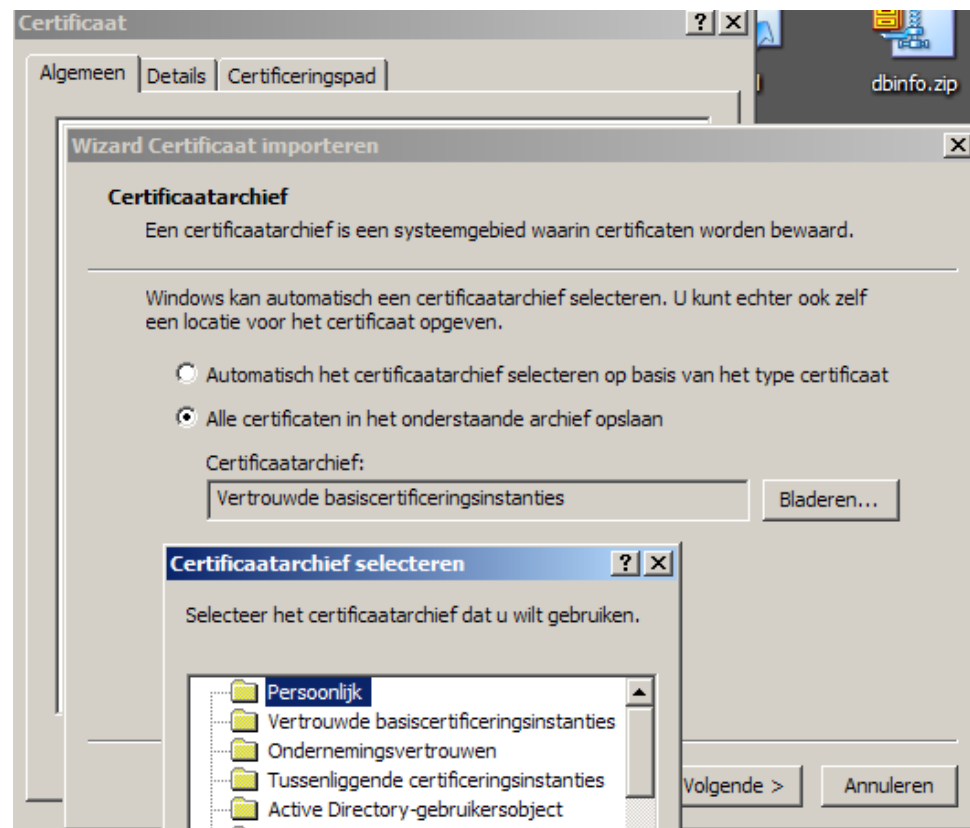 Certificaat
dbinfo.zip
Algemeen
Details
Certificeringspad
Wizard Certificaat importeren
Certificaatarchief
Een certificaatarchief is een systeemgebied waarin certificaten worden bewaard.
Windows kan automatisch een certificaatarchief selecteren. U kunt echter ook zelf
een locatie voor het certificaat opgeven.
Automatisch het certificaatarchief selecteren op basis van het type certificaat
Alle certificaten in het onderstaande archief opslaan
Certificaatarchief:
Vertrouwde basiscertificeringsinstanties
Bladeren...
Certificaatarchief selecteren
Selecteer het certificaatarchief dat u wilt gebruiken.
Persoonlijk
Vertrouwde basiscertificeringsinstanties
Ondernemingsvertrouwen
Tussenliggende certificeringsinstanties
Active Directory-gebruikersobject
Volgende >
Annuleren